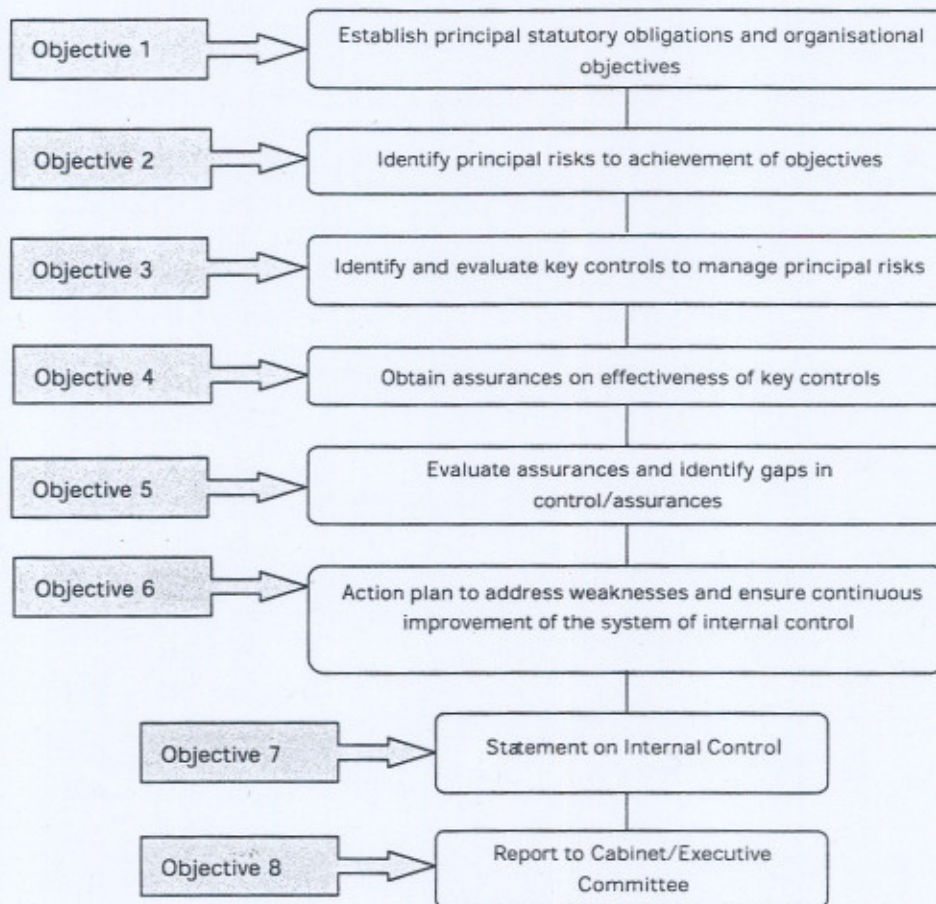 Objective 1
Establish principal statutory obligations and organisational
objectives
Objective 2
Identify principal risks to achievement of objectives
Objective 3
Identify and evaluate key controls to manage principal risks
Objective 4
Obtain assurances on effectiveness of key controls
Objective 5
Evaluate assurances and identify gaps in
control/assurances
Objective 6
Action plan to address weaknesses and ensure continuous
improvement of the system of internal control
Objective 7
Statement on Internal Control
Objective 8
Report to Cabinet/Executive
Committee